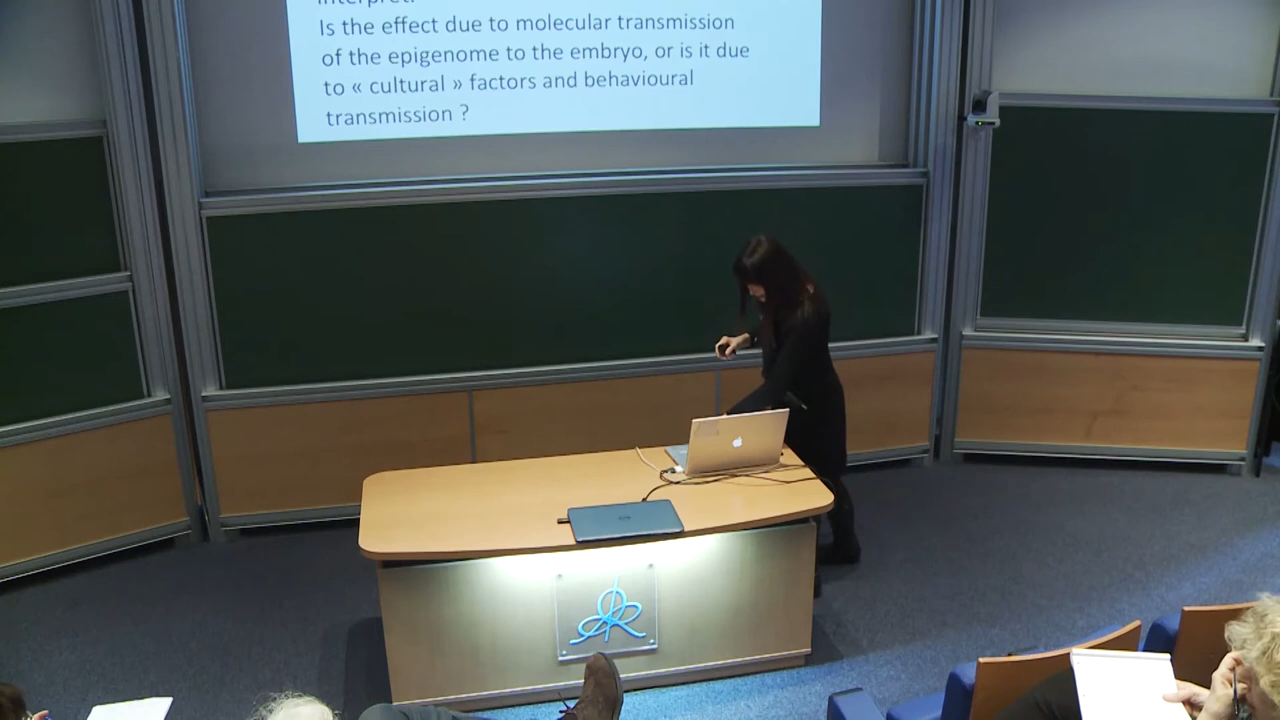 interpret.
Is the effect due to molecular transmission
of the epigenome to the embryo, or is it due
to « cultural » factors and behavioural
transmission ?